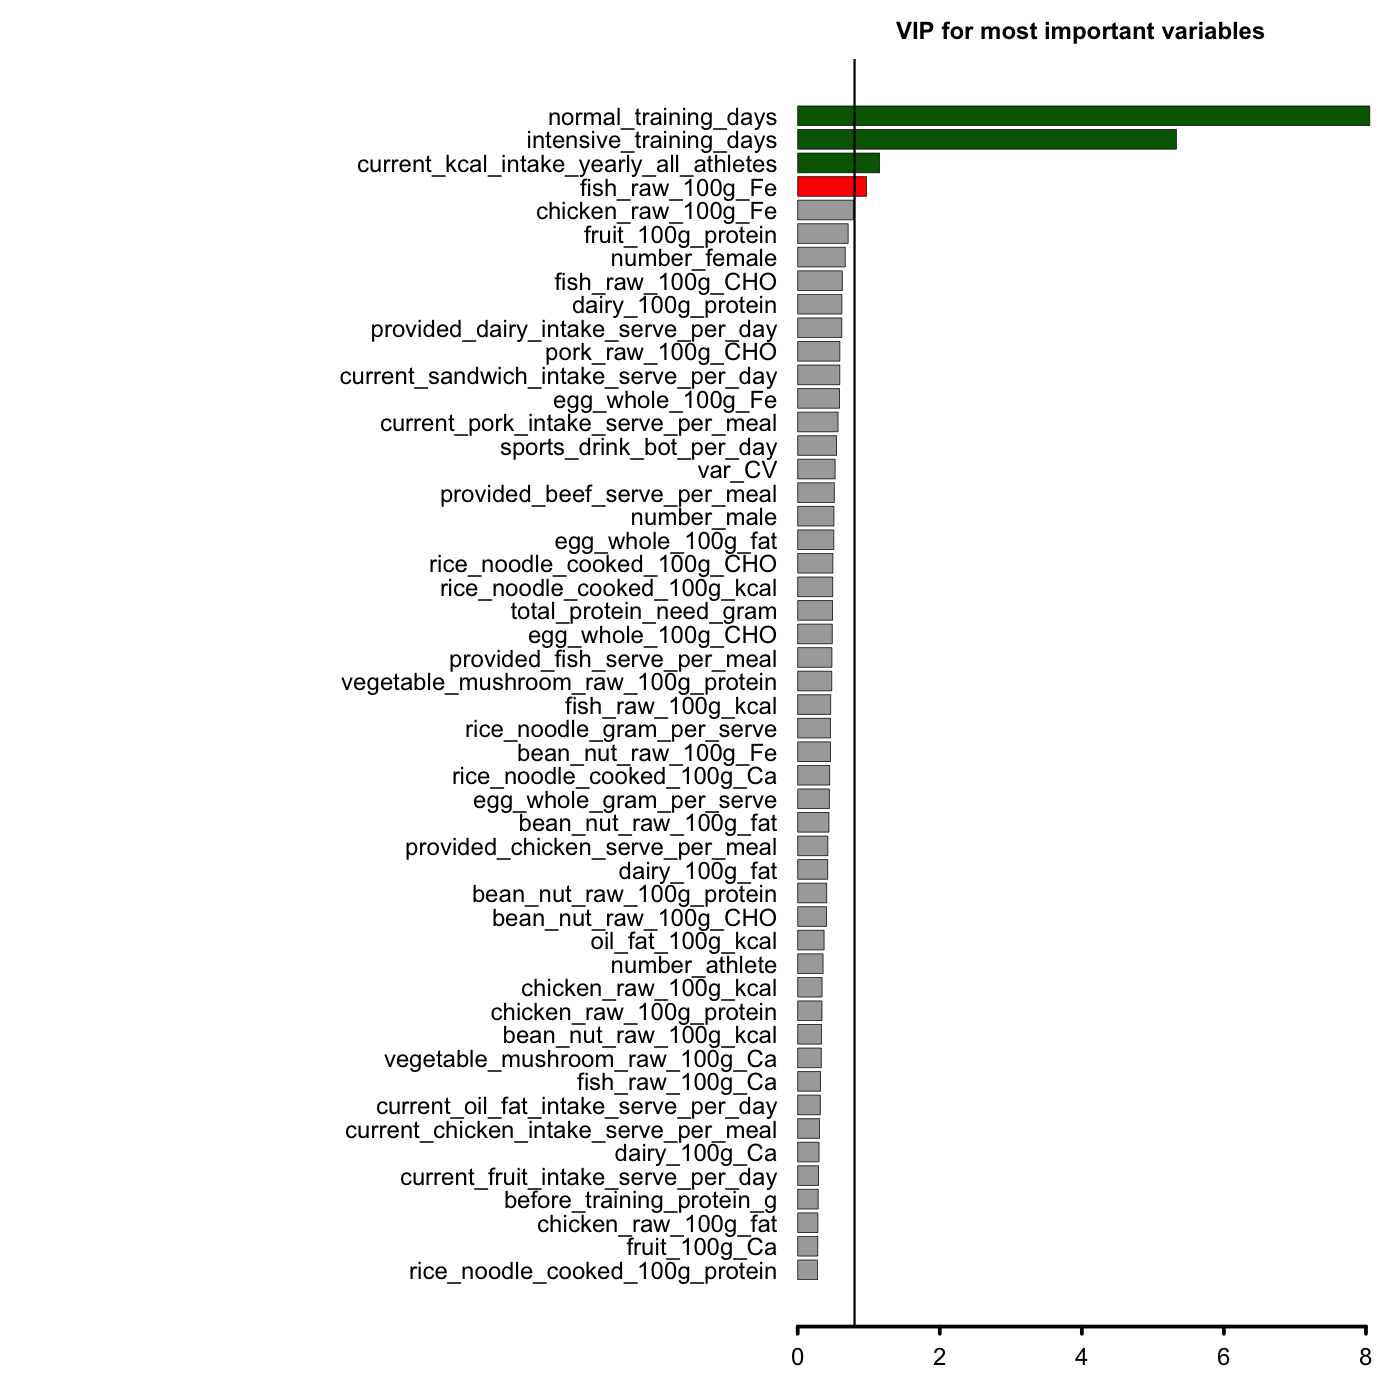 VIP for most important variables
normal_training_days
intensive_training_days
current_kcal_intake_yearly_all_athletes
fish_raw_100g_Fe
chicken_raw_100g_Fe
fruit_100g_protein
number_female
fish_raw_100g_CHO
dairy_100g_protein
provided_dairy_intake_serve_per_day
pork_raw_100g_CHO
current_sandwich_intake_serve_per_day
egg_whole_100g_Fe
current_pork_intake_serve_per_meal
sports_drink_bot_per_day
var_CV
provided_beef_serve_per_meal
number_male
egg_whole_100g_fat
rice_noodle_cooked_100g_CHO
rice_noodle_cooked_100g_kcal
total_protein_need_gram
egg_whole_100g_CHO
provided_fish_serve_per_meal
vegetable_mushroom_raw_100g_protein
fish_raw_100g_kcal
rice_noodle_gram_per_serve
bean_nut_raw_100g_Fe
rice_noodle_cooked_100g_Ca
egg_whole_gram_per_serve
bean_nut_raw_100g_fat
provided_chicken_serve_per_meal
dairy_100g_fat
bean_nut_raw_100g_protein
bean_nut_raw_100g_CHO
oil_fat_100g_kcal
number_athlete
chicken_raw_100g_kcal
chicken_raw_100g_protein
bean_nut_raw_100g_kcal
vegetable_mushroom_raw_100g_Ca
fish_raw_100g_Ca
current_oil_fat_intake_serve_per_day
current_chicken_intake_serve_per_meal
dairy_100g_Ca
current_fruit_intake_serve_per_day
before_training_protein_g
chicken_raw_100g_fat
fruit_100g_Ca
rice_noodle_cooked_100g_protein
0 2 4 6 8